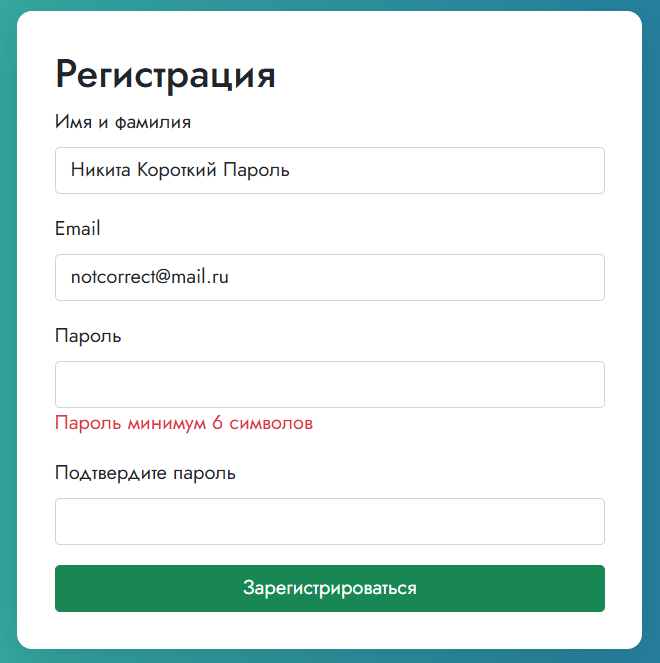 Регистрация
Имя и фамилия
Никита Короткий Пароль
Email
notcorrect@mail.ru
Пароль
Пароль минимум 6 символов
Подтвердите пароль
Зарегистрироваться